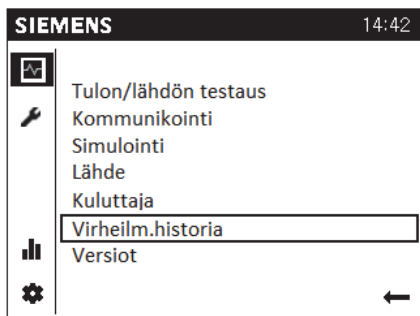 SIEMENS 14:42
Tulon/lähdön testaus
Kommunikointi
Simulointi
Lähde
Kuluttaja
Virheilm.historia
Versiot